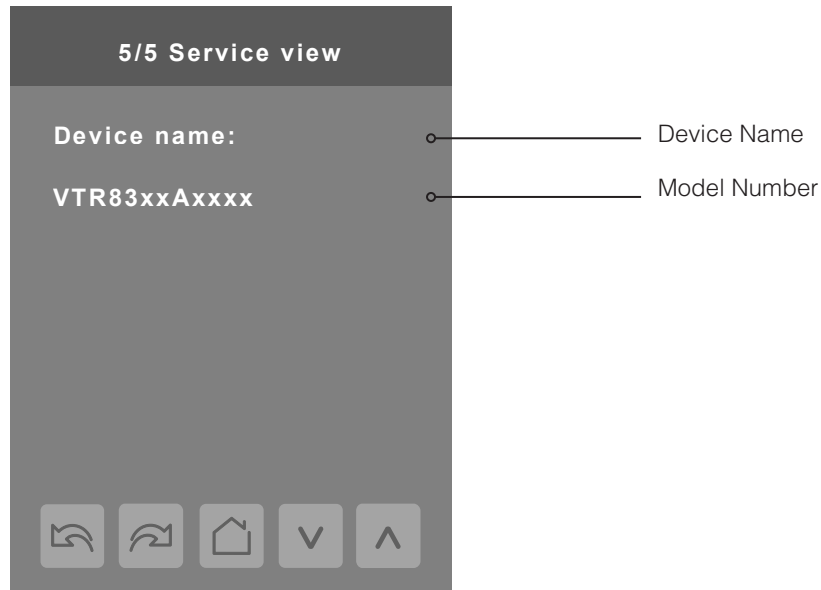 5/5 Service view
Device name:
Device Name
VTR83xxAxxxx
Model Number